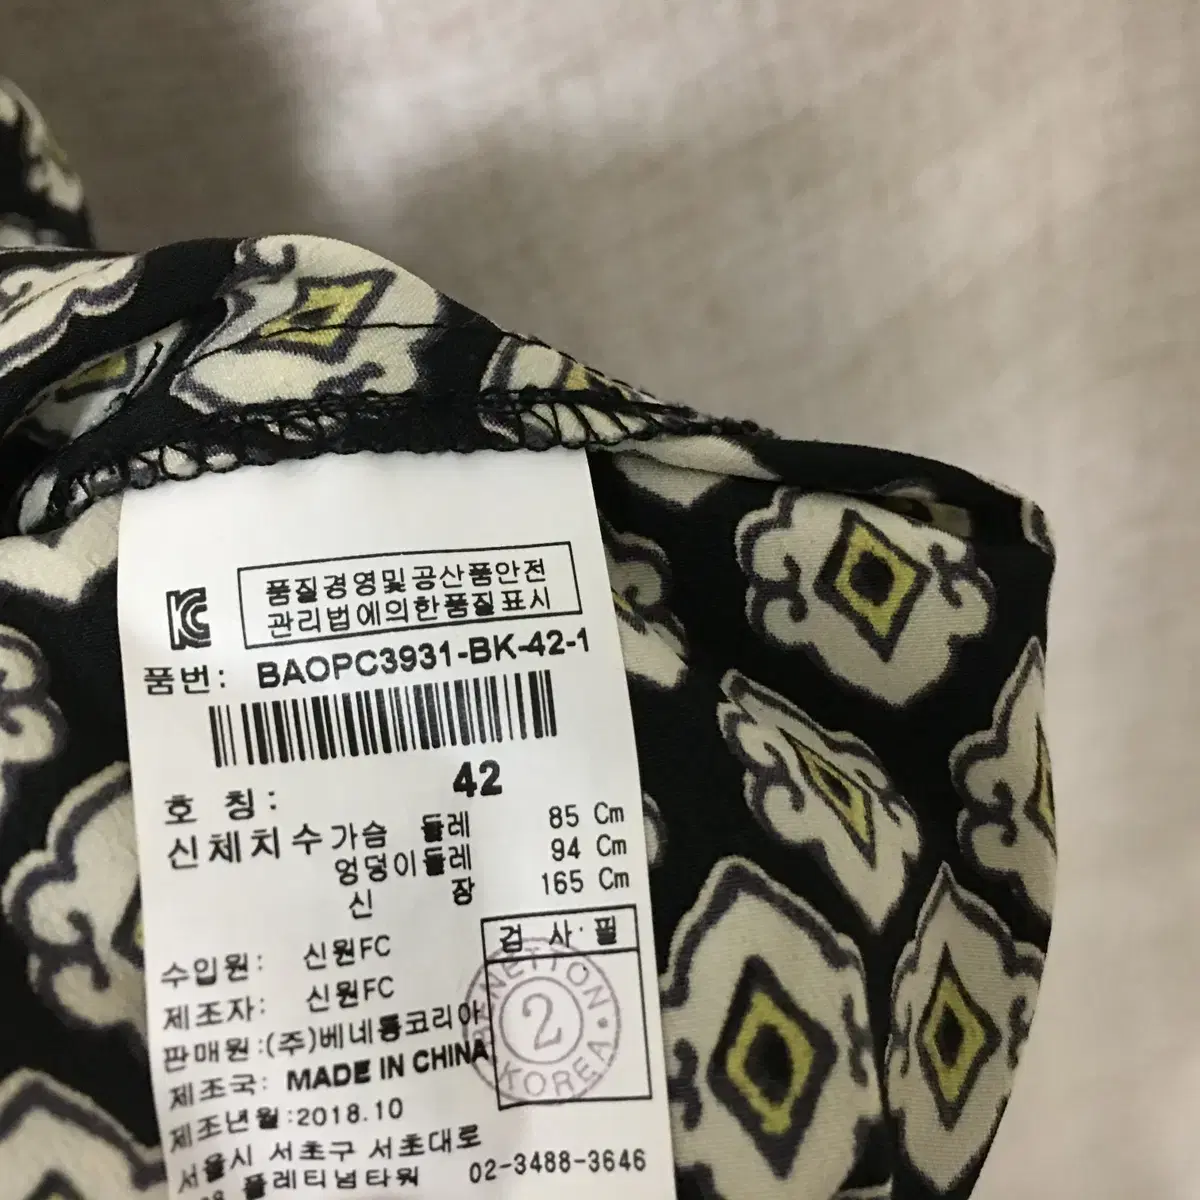 KC
품질경영및공산품안전
관리법에의한품질표시
품번: BAOPC3931-BK-42-1
호 칭: 42
신체치수 가슴 둘레 85 Cm
엉덩이둘레 94 Cm
신 장 165 Cm
검 사 필
수입원: 신원FC
제조자: 신원FC
판매원:(주)베네통코리아
제조국: MADE IN CHINA
BENETTON KOREA 2
제조년월:2018.10
서울시 서초구 서초대로
플레티넘타워 02-3488-3646